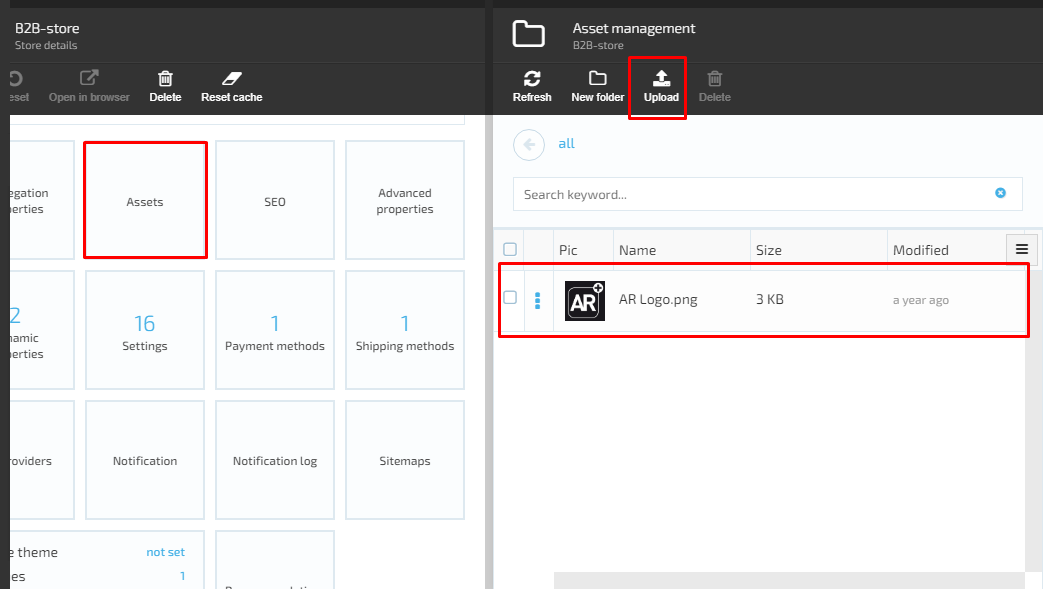 B2B-store
Store details
eset
Open in browser
Delete
Reset cache
egation
erties
Assets
SEO
Advanced
properties
2
namic
erties
16
Settings
1
Payment methods
1
Shipping methods
roviders
Notification
Notification log
Sitemaps
e theme
not set
es
1
Asset management
B2B-store
Refresh
New folder
Upload
Delete
all
Search keyword...
Pic
Name
Size
Modified
AR
AR Logo.png
3 KB
a year ago